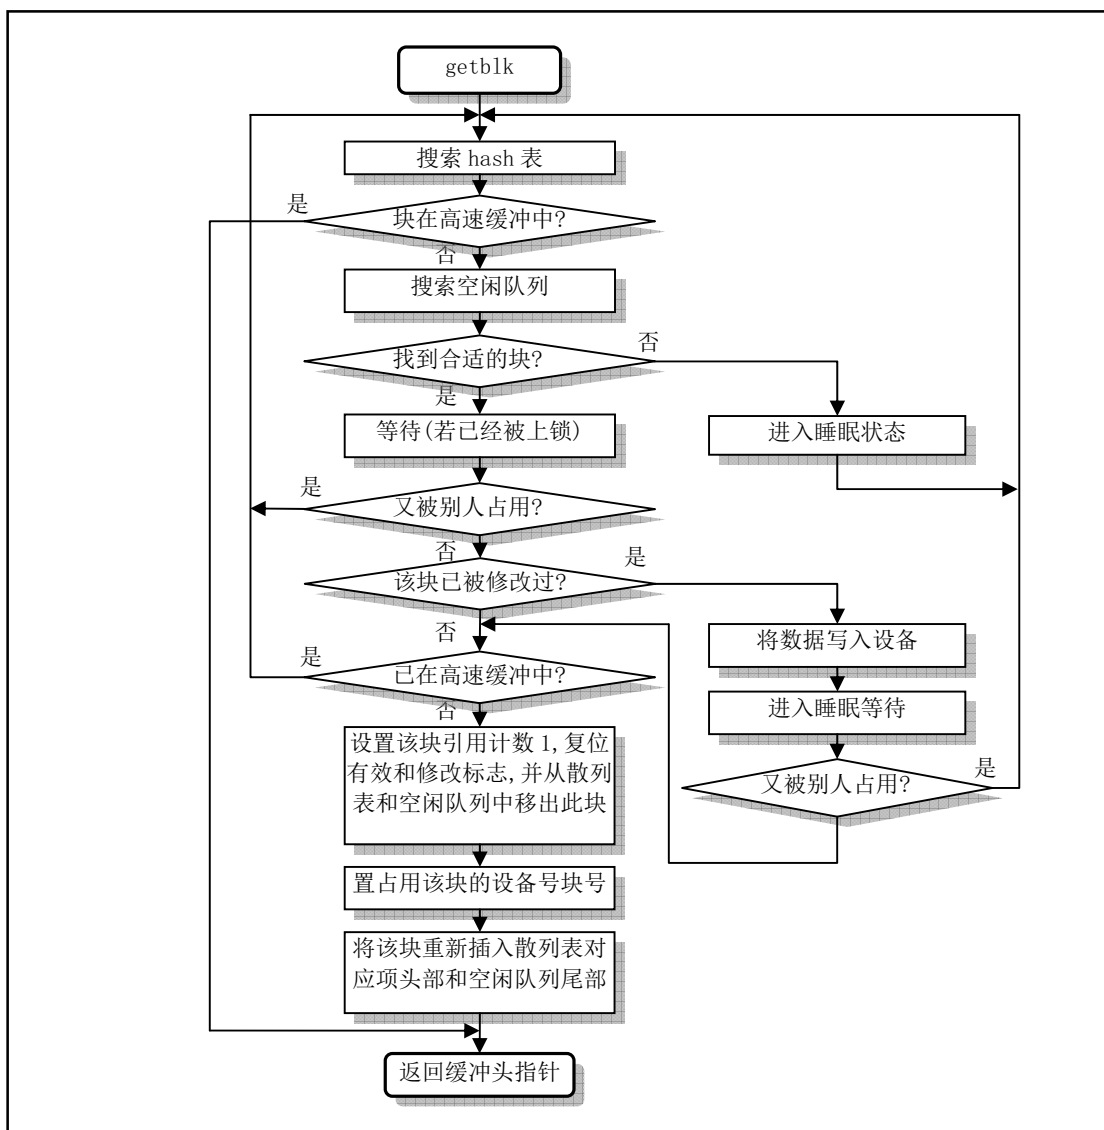 getblk
搜索 hash 表
是
块在高速缓冲中?
否
搜索空闲队列
否
找到合适的块?
是
等待(若已经被上锁)
进入睡眠状态
是
又被别人占用?
否
是
该块已被修改过?
否
将数据写入设备
是
已在高速缓冲中?
进入睡眠等待
否
设置该块引用计数 1,复位
有效和修改标志,并从散列
表和空闲队列中移出此块
是
又被别人占用?
置占用该块的设备号块号
将该块重新插入散列表对
应项头部和空闲队列尾部
返回缓冲头指针